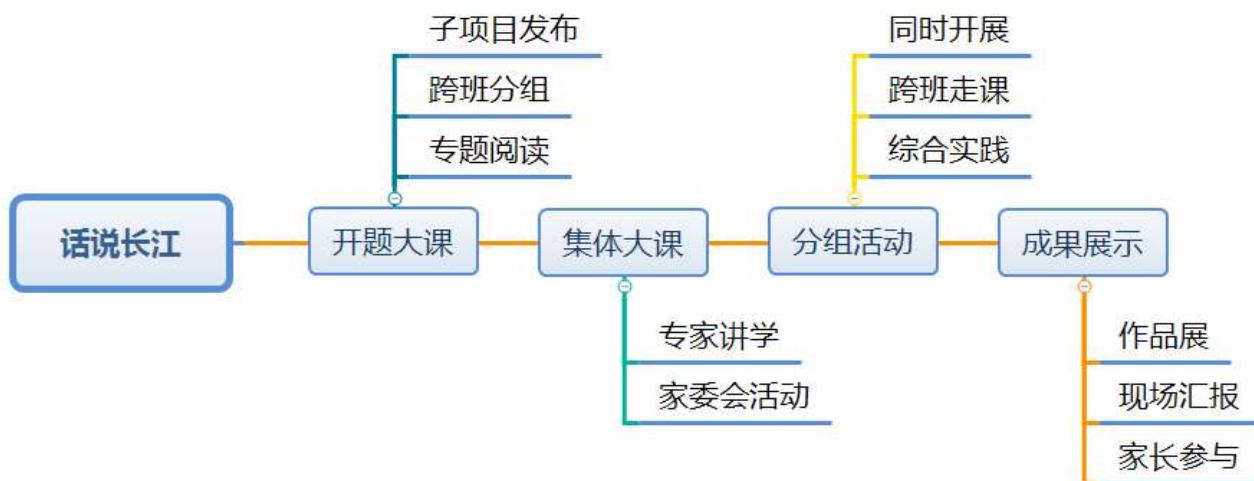 子项目发布
跨班分组
专题阅读
同时开展
跨班走课
综合实践
话说长江
开题大课
集体大课
分组活动
成果展示
专家讲学
家委会活动
作品展
现场汇报
家长参与